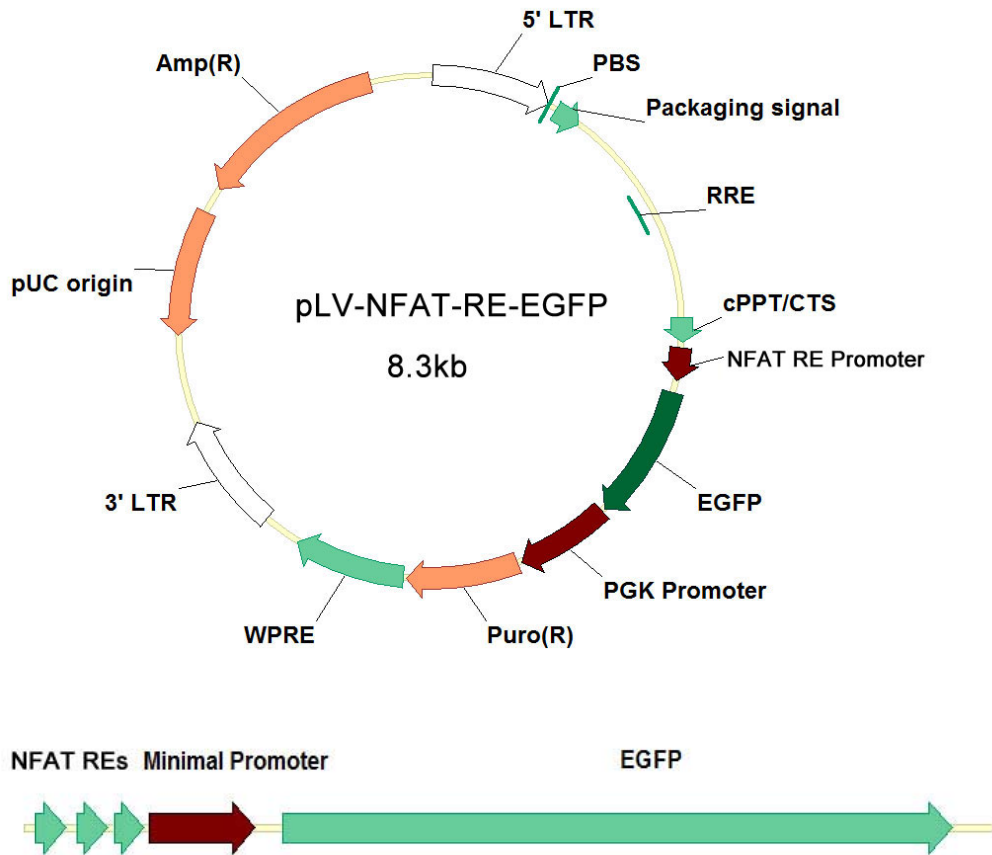 5' LTR
PBS
Amp(R)
Packaging signal
RRE
pUC origin
cPPT/CTS
pLV-NFAT-RE-EGFP
NFAT RE Promoter
8.3kb
3' LTR
EGFP
PGK Promoter
WPRE
Puro(R)
NFAT REs Minimal Promoter EGFP